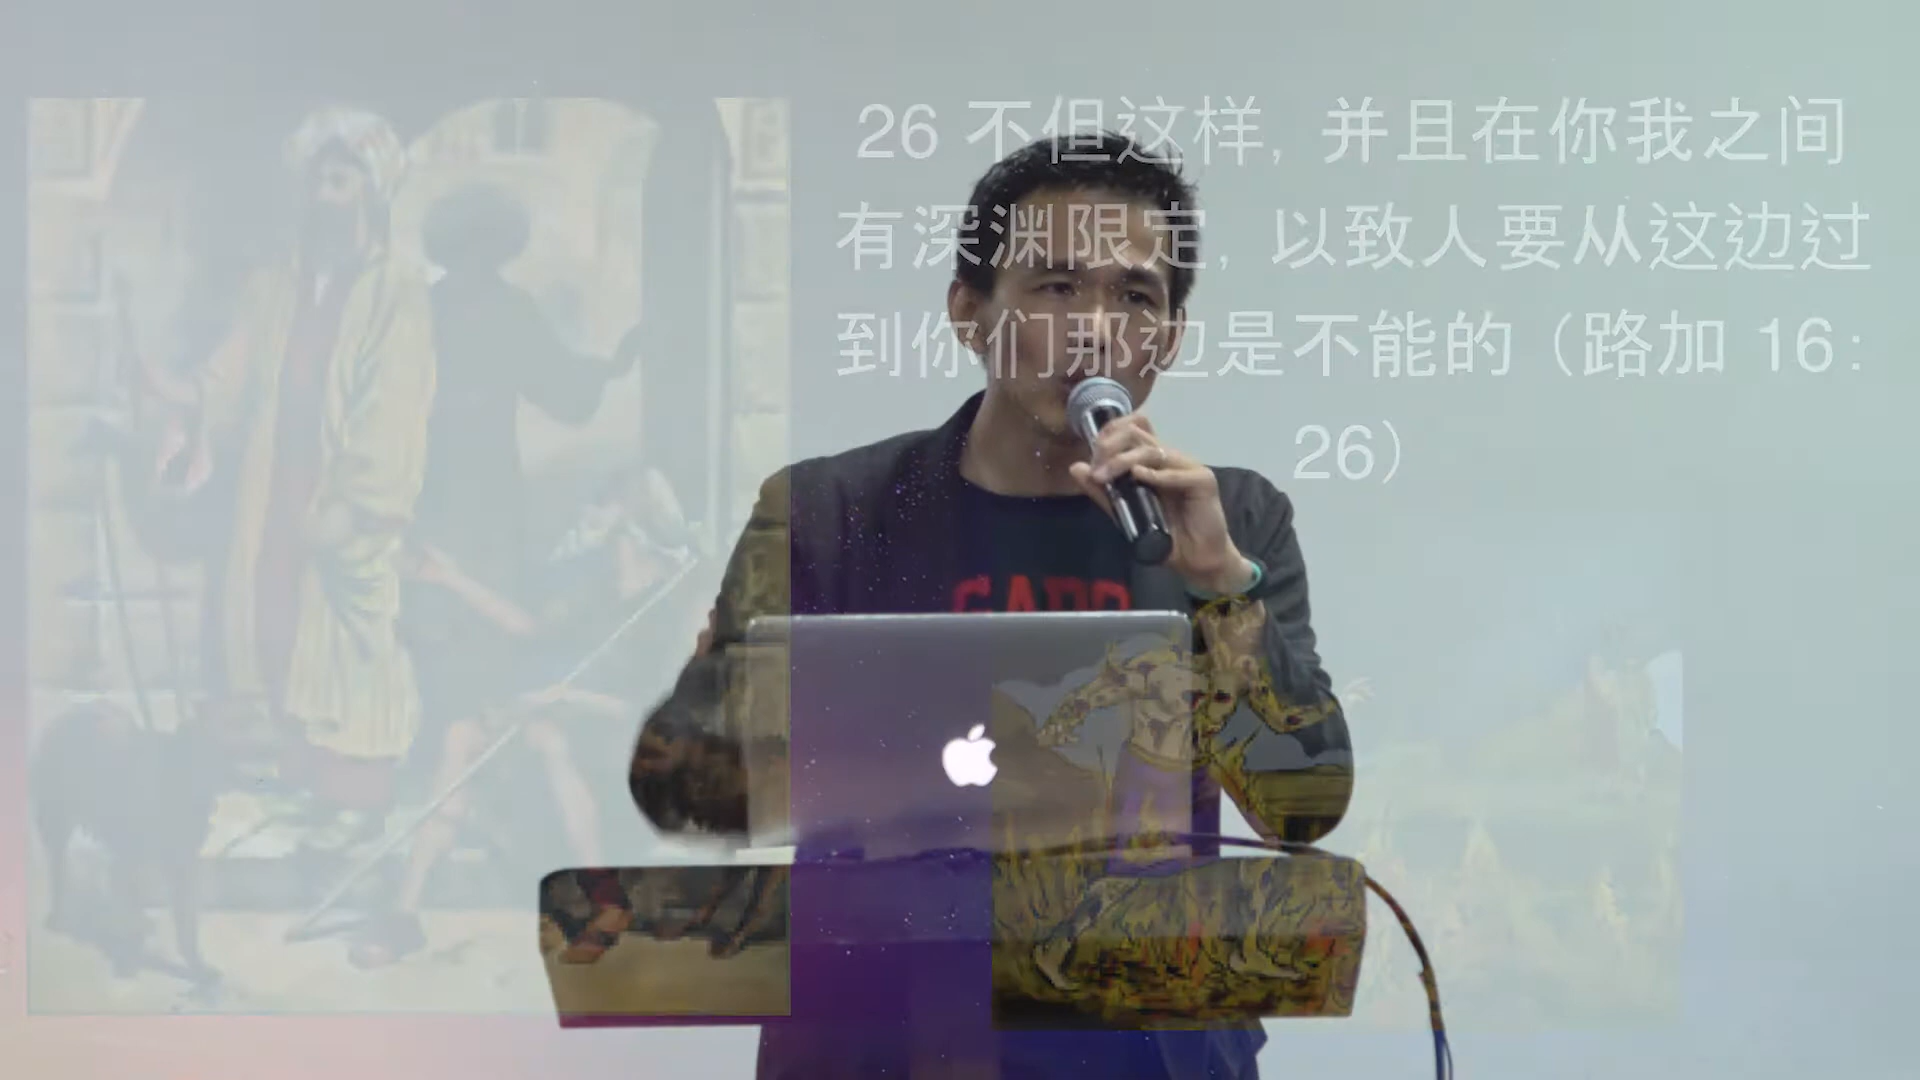 26 不但这样, 并且在你我之间
有深渊限定, 以致人要从这边过
到你们那边是不能的（路加 16：
26）